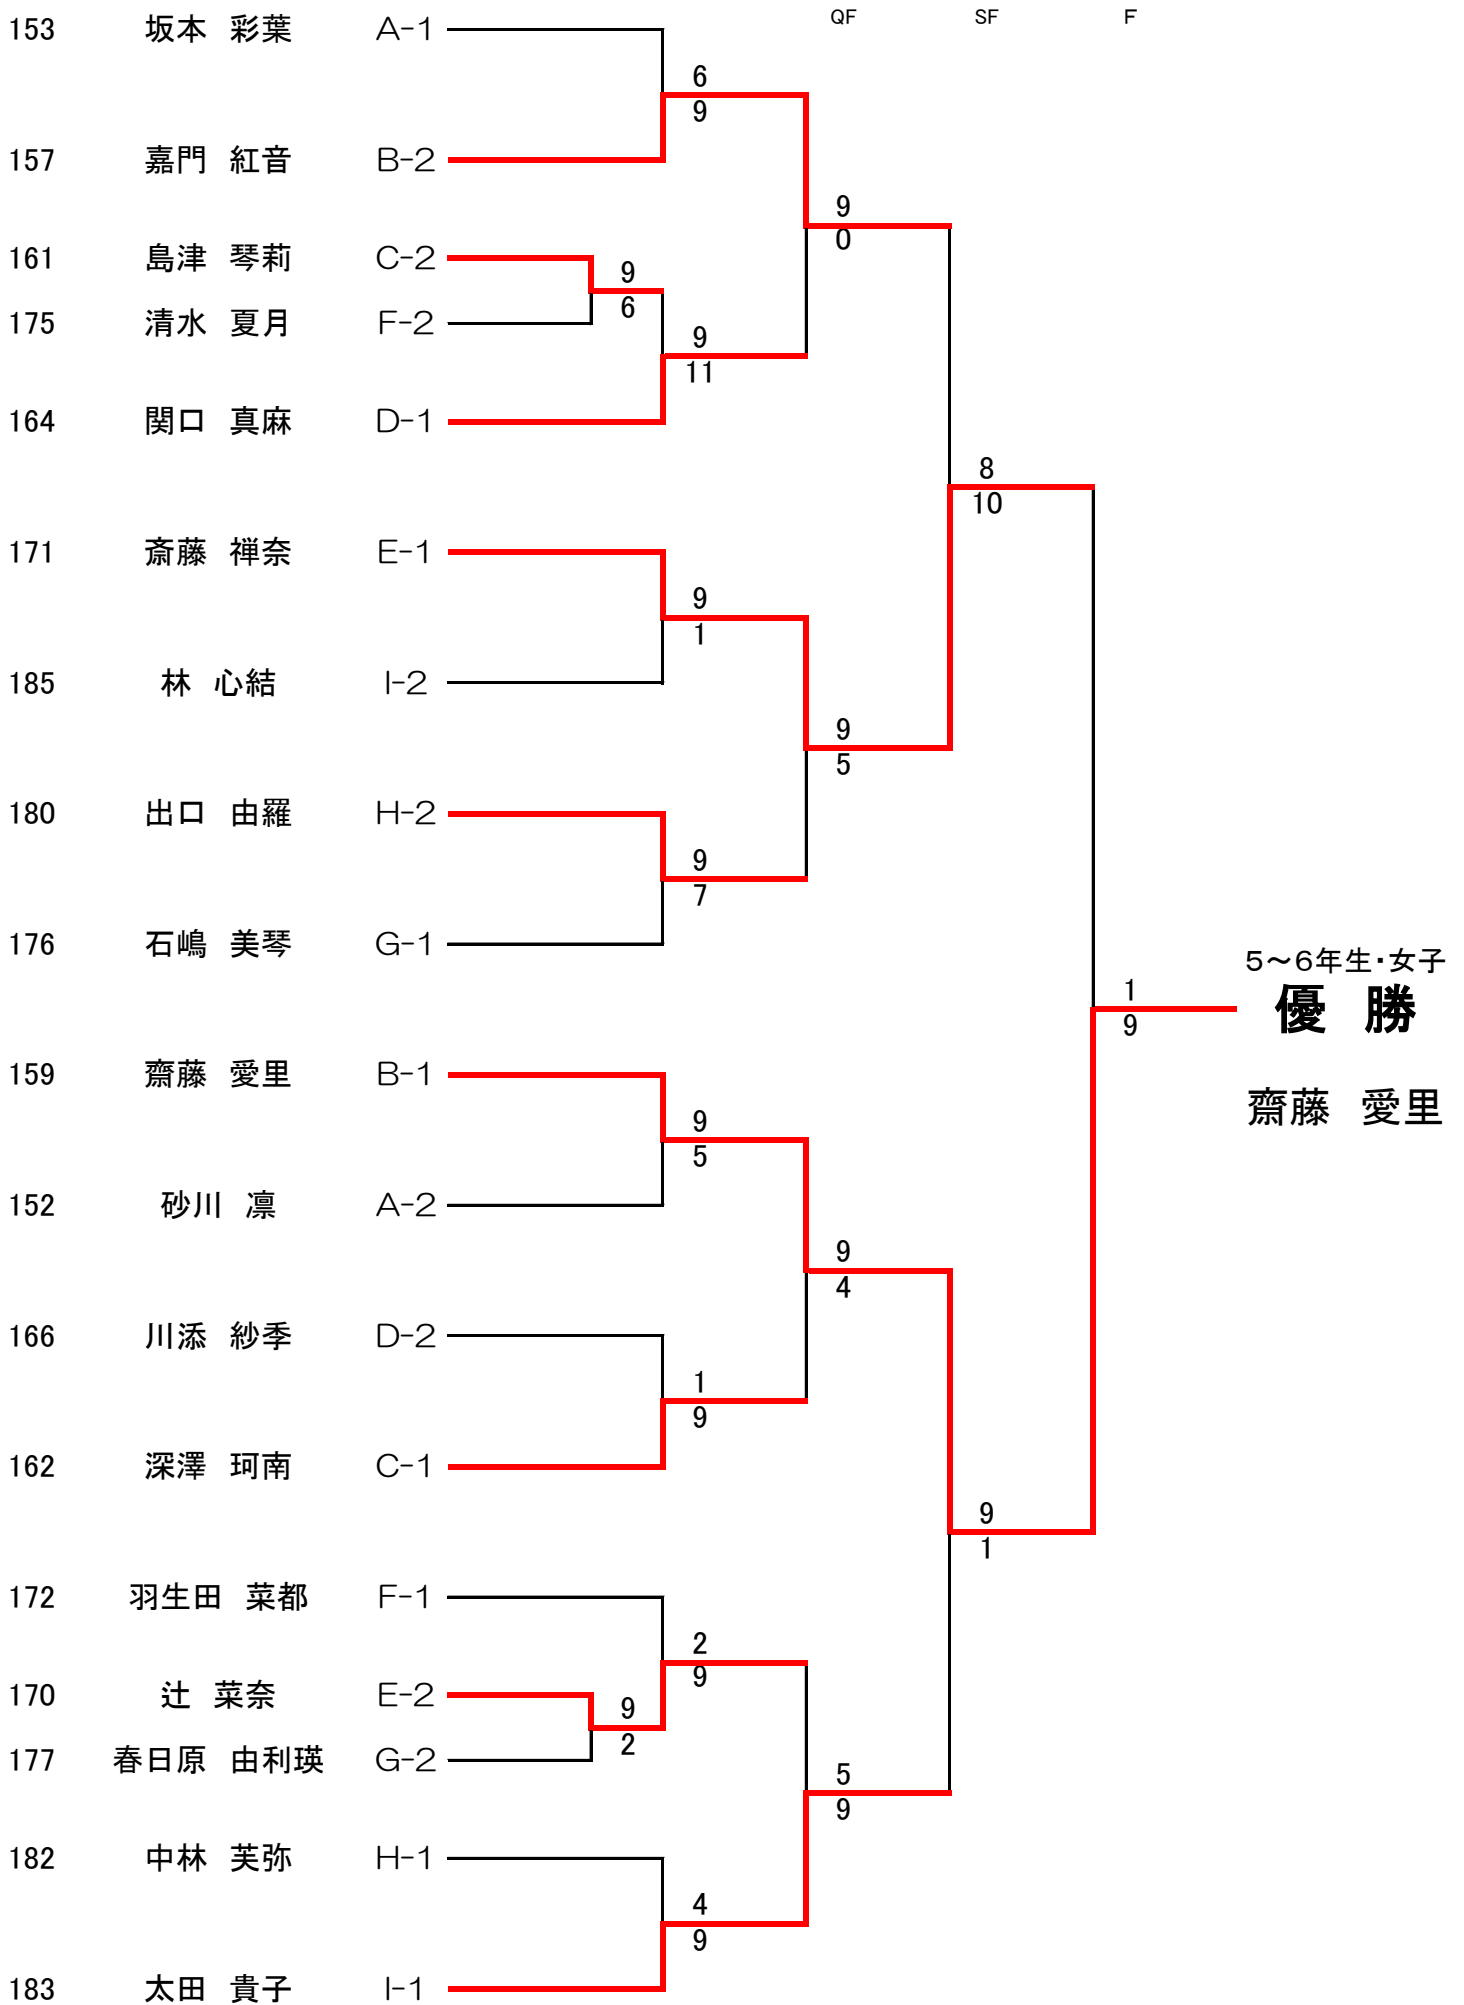 QF SF F
153 坂本 彩葉 A-1
6
9
157 嘉門 紅音 B-2
9
0
161 島津 琴莉 C-2
9
6
175 清水 夏月 F-2
9
11
164 関口 真麻 D-1
8
10
171 斎藤 禅奈 E-1
9
1
185 林 心結 I-2
9
5
180 出口 由羅 H-2
9
7
176 石嶋 美琴 G-1
5～6年生・女子
1
9
優 勝
159 齋藤 愛里 B-1
齋藤 愛里
9
5
152 砂川 凛 A-2
9
4
166 川添 紗季 D-2
1
9
162 深澤 珂南 C-1
9
1
172 羽生田 菜都 F-1
2
9
170 辻 菜奈 E-2
9
2
177 春日原 由利瑛 G-2
5
9
182 中林 芙弥 H-1
4
9
183 太田 貴子 I-1